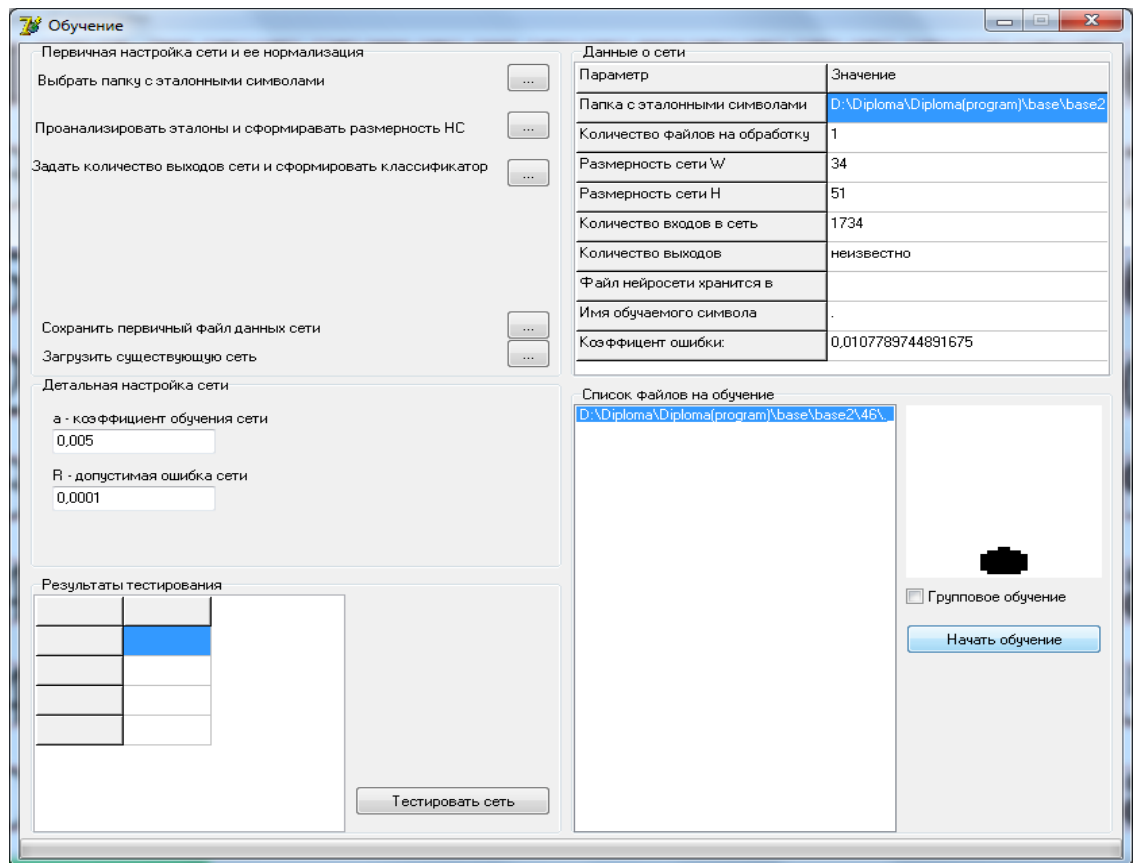 Обучение
Первичная настройка сети и ее нормализация
Выбрать папку с эталонными символами
...
Проанализировать эталоны и сформиравать размерность НС
...
Задать количество выходов сети и сформировать классификатор
...
Сохранить первичный файл данных сети
...
Загрузить существующую сеть
...
Данные о сети
Параметр Значение
Папка с эталонными символами D:\Diploma\Diploma(program)\base\base2
Количество файлов на обработку 1
Размерность сети W 34
Размерность сети H 51
Количество входов в сеть 1734
Количество выходов неизвестно
Файл нейросети хранится в
Имя обучаемого символа .
Коэффицент ошибки: 0,0107789744891675
Детальная настройка сети
a - коэффициент обучения сети
0,005
R - допустимая ошибка сети
0,0001
Список файлов на обучение
D:\Diploma\Diploma(program)\base\base2\46\.
Групповое обучение
Начать обучение
Результаты тестирования
Тестировать сеть